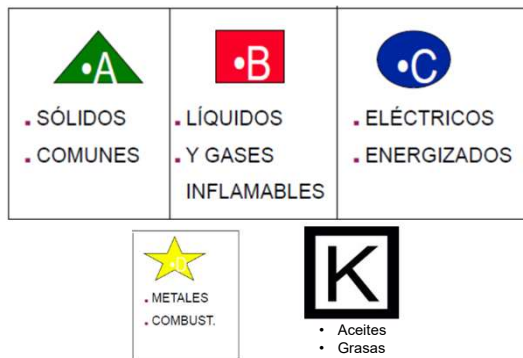 •A
•B
•C
. SÓLIDOS
. COMUNES
. LÍQUIDOS
. Y GASES
INFLAMABLES
. ELÉCTRICOS
. ENERGIZADOS
•D
. METALES
. COMBUST.
K
• Aceites
• Grasas